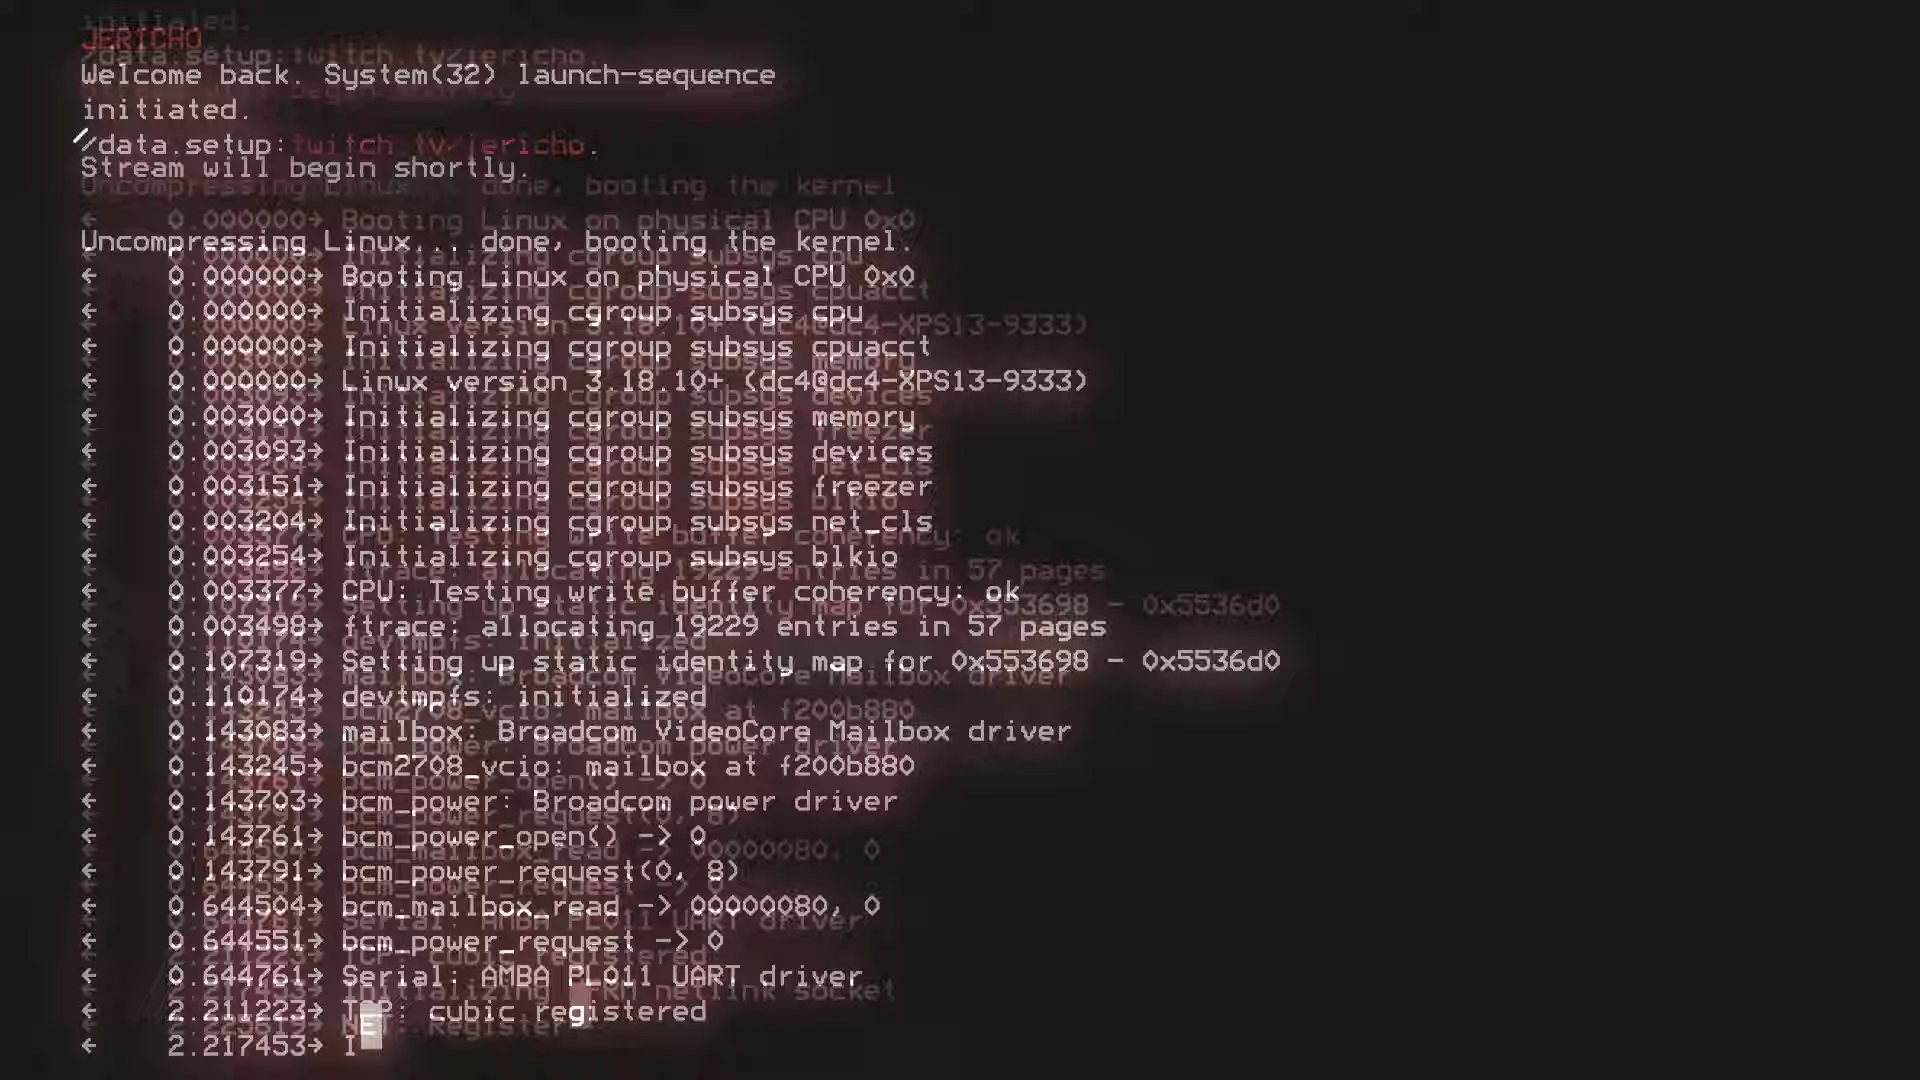 JERICHO
Welcome back. System(32) launch-sequence
initiated.
/data.setup:twitch.tv/jericho.
Stream will begin shortly.
Uncompressing Linux... done, booting the kernel.
← 0.000000→ Booting Linux on physical CPU 0x0
← 0.000000→ Initializing cgroup subsys cpu
← 0.000000→ Initializing cgroup subsys cpuacct
← 0.000000→ Linux version 3.18.10+ (dc4@dc4-XPS13-9333)
← 0.003000→ Initializing cgroup subsys memory
← 0.003093→ Initializing cgroup subsys devices
← 0.003151→ Initializing cgroup subsys freezer
← 0.003204→ Initializing cgroup subsys net_cls
← 0.003254→ Initializing cgroup subsys blkio
← 0.003377→ CPU: Testing write buffer coherency: ok
← 0.003498→ ftrace: allocating 19229 entries in 57 pages
← 0.107319→ Setting up static identity map for 0x553698 - 0x5536d0
← 0.110174→ devtmpfs: initialized
← 0.143083→ mailbox: Broadcom VideoCore Mailbox driver
← 0.143245→ bcm2708_vcio: mailbox at f200b880
← 0.143703→ bcm_power: Broadcom power driver
← 0.143761→ bcm_power_open() -> 0
← 0.143791→ bcm_power_request(0, 8)
← 0.644504→ bcm_mailbox_read -> 00000080, 0
← 0.644551→ bcm_power_request -> 0
← 0.644761→ Serial: AMBA PL011 UART driver
← 2.211223→ TCP: cubic registered
← 2.217453→ I